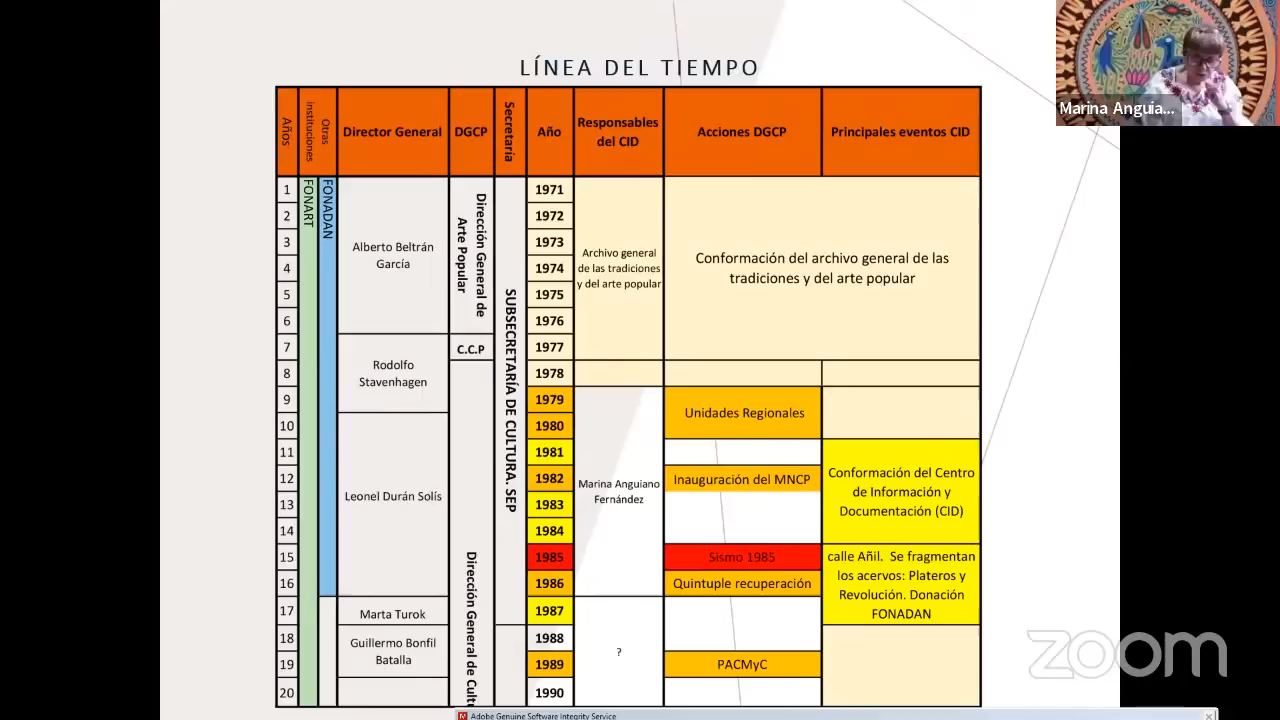 LÍNEA DEL TIEMPO
Marina Anguia...
Años
Otras
instituciones
Director General
DGCP
Secretaria
Año
Responsables
del CID
Acciones DGCP
Principales eventos CID
FONART
FONADAN
1
2
3
4
5
6
7
8
9
10
11
12
13
14
15
16
17
18
19
20
Alberto Beltrán
García
Rodolfo
Stavenhagen
Leonel Durán Solís
Marta Turok
Guillermo Bonfil
Batalla
Dirección General de
Arte Popular
C.C.P
Dirección General de Cult
SUBSECRETARÍA DE CULTURA. SEP
1971
1972
1973
1974
1975
1976
1977
1978
1979
1980
1981
1982
1983
1984
1985
1986
1987
1988
1989
1990
Archivo general
de las tradiciones
y del arte popular
Marina Anguiano
Fernández
?
Conformación del archivo general de las
tradiciones y del arte popular
Unidades Regionales
Inauguración del MNCP
Sismo 1985
Quintuple recuperación
PACMyC
Conformación del Centro
de Información y
Documentación (CID)
calle Añil. Se fragmentan
los acervos: Plateros y
Revolución. Donación
FONADAN
zoom
Adobe Genuine Software Integrity Service